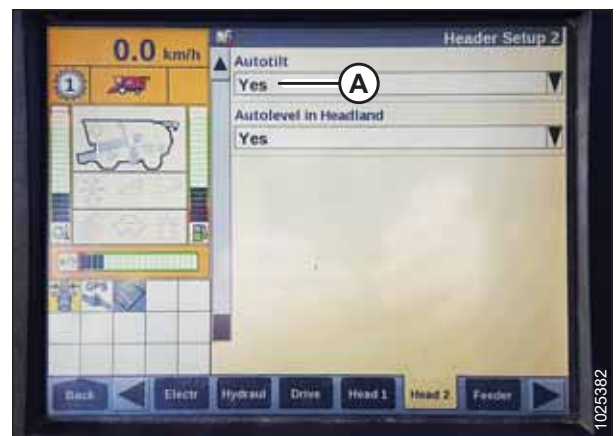 0.0 km/h
Header Setup 2
1
Autotilt
Yes
A
Autolevel in Headland
Yes
Back
Electr
Hydraul
Drive
Head 1
Head 2
Feeder
1025382